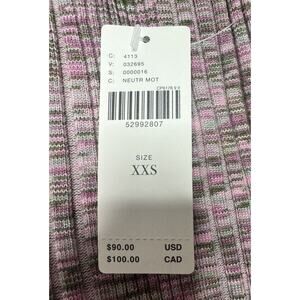 C: 4113
V: 032695
S: 0000016
C: NEUTR MOT
52992807
SIZE
XXS
$90.00 USD
$100.00 CAD